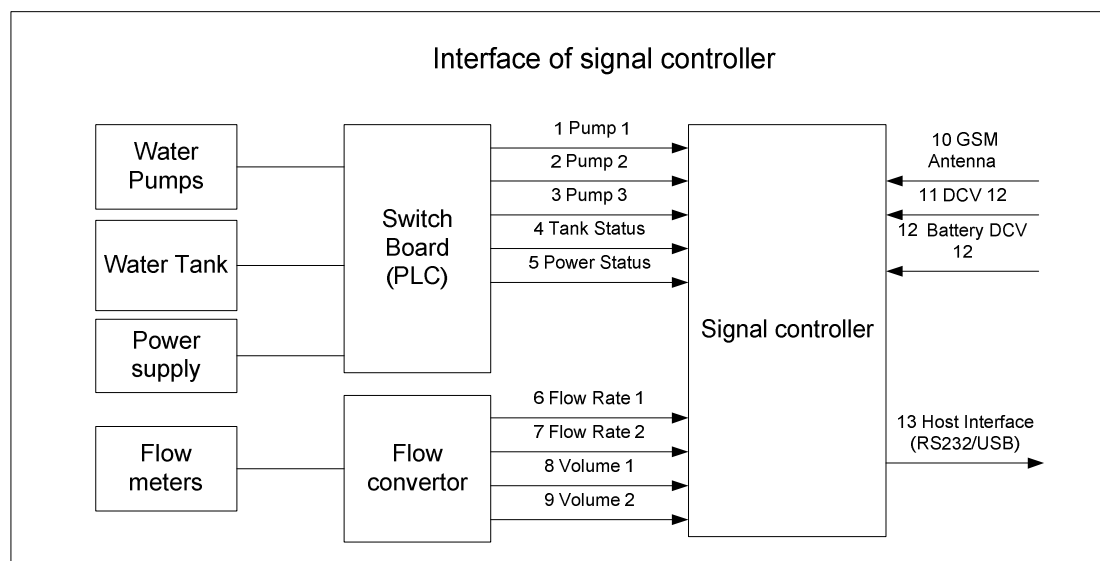 Interface of signal controller
Water
Pumps
Water Tank
Power
supply
Flow
meters
Switch
Board
(PLC)
Flow
convertor
1 Pump 1
2 Pump 2
3 Pump 3
4 Tank Status
5 Power Status
6 Flow Rate 1
7 Flow Rate 2
8 Volume 1
9 Volume 2
Signal controller
10 GSM
Antenna
11 DCV 12
12 Battery DCV
12
13 Host Interface
(RS232/USB)